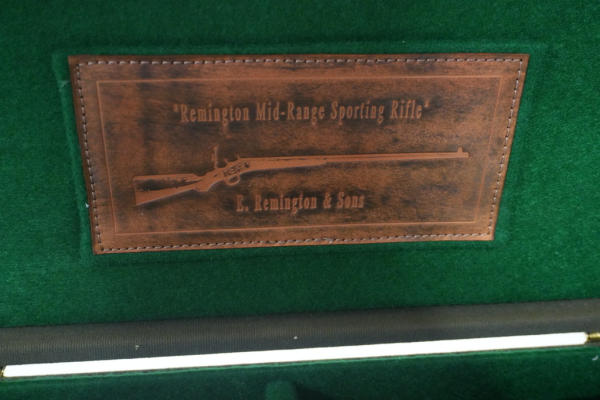 "Remington Mid-Range Sporting Rifle"
E. Remington & Sons